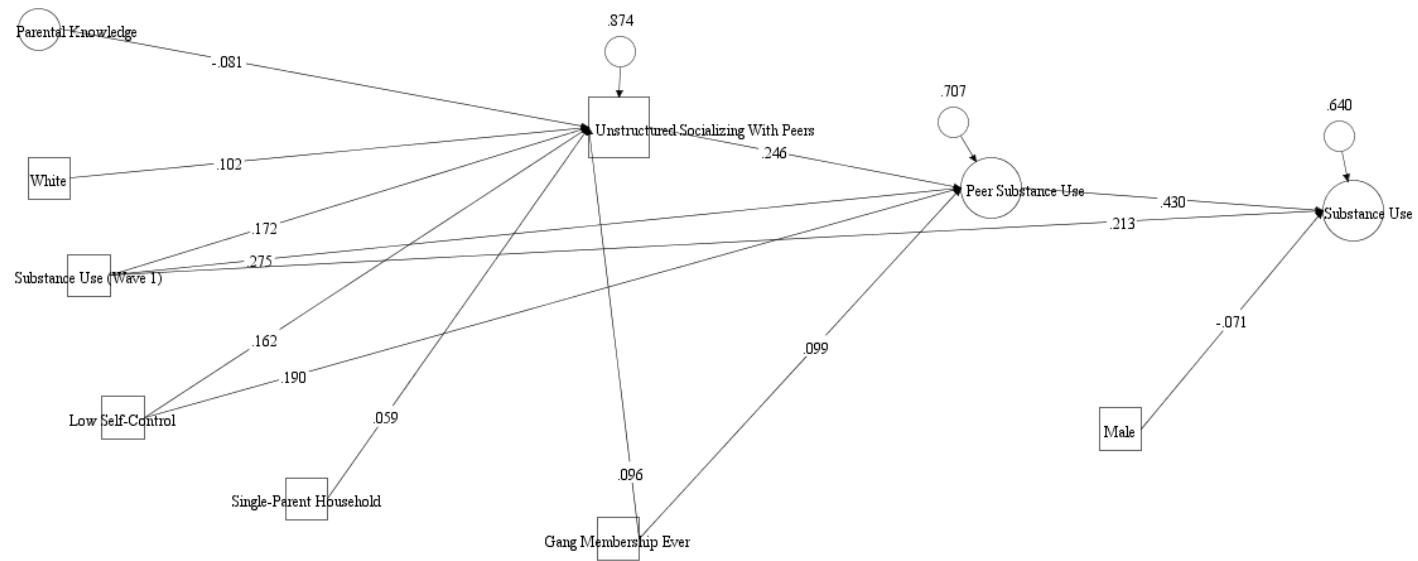 .874
Parental Knowledge
-.081
.707
.640
Unstructured Socializing With Peers
.246
.102
White
Peer Substance Use
.430
Substance Use
.172
.213
.275
Substance Use (Wave 1)
.162
-.071
.099
.190
.059
Low Self-Control
Male
.096
Single-Parent Household
Gang Membership Ever